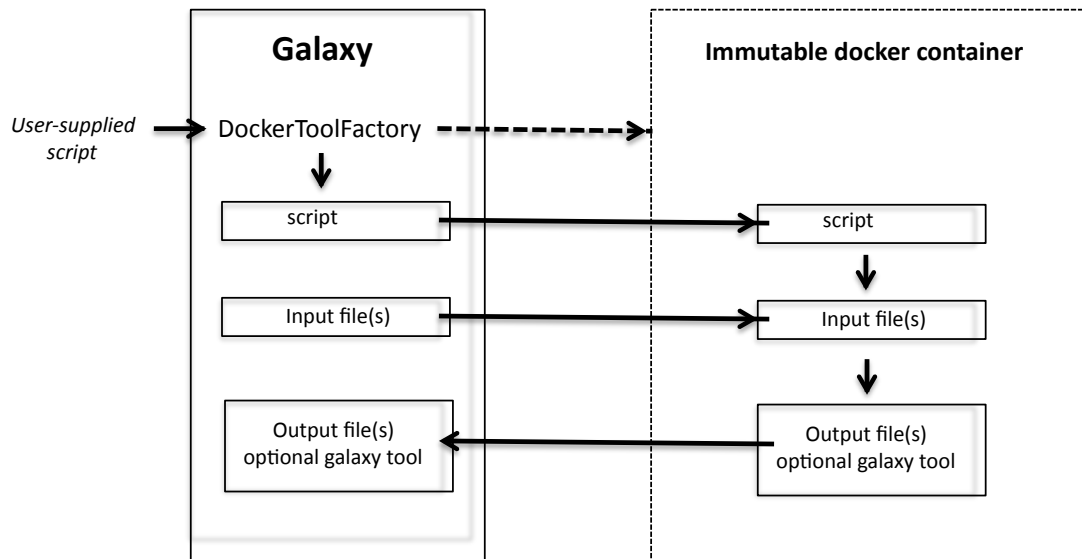 Galaxy
Immutable docker container
User-supplied
script
DockerToolFactory
script
script
Input file(s)
Input file(s)
Output file(s)
optional galaxy tool
Output file(s)
optional galaxy tool